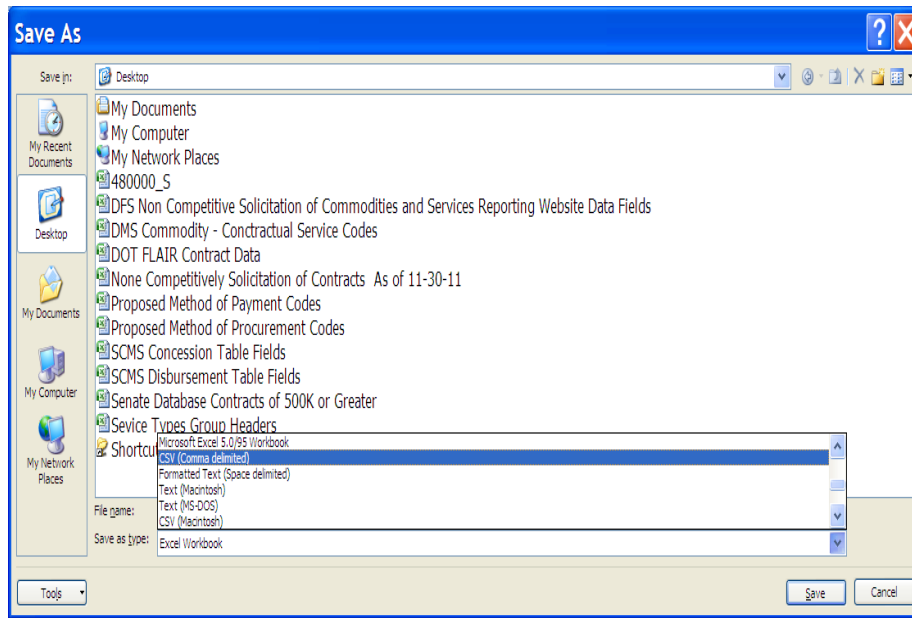 Save As
Save in:
Desktop
My Recent
Documents
Desktop
My Documents
My Computer
My Network
Places
My Documents
My Computer
My Network Places
480000_S
DFS Non Competitive Solicitation of Commodities and Services Reporting Website Data Fields
DMS Commodity - Conctractual Service Codes
DOT FLAIR Contract Data
None Competitively Solicitation of Contracts As of 11-30-11
Proposed Method of Payment Codes
Proposed Method of Procurement Codes
SCMS Concession Table Fields
SCMS Disbursement Table Fields
Senate Database Contracts of 500K or Greater
Sevice Types Group Headers
Shortcu
Microsoft Excel 5.0/95 Workbook
CSV (Comma delimited)
Formatted Text (Space delimited)
Text (Macintosh)
Text (MS-DOS)
CSV (Macintosh)
File name:
Save as type:
Excel Workbook
Tools
Save
Cancel